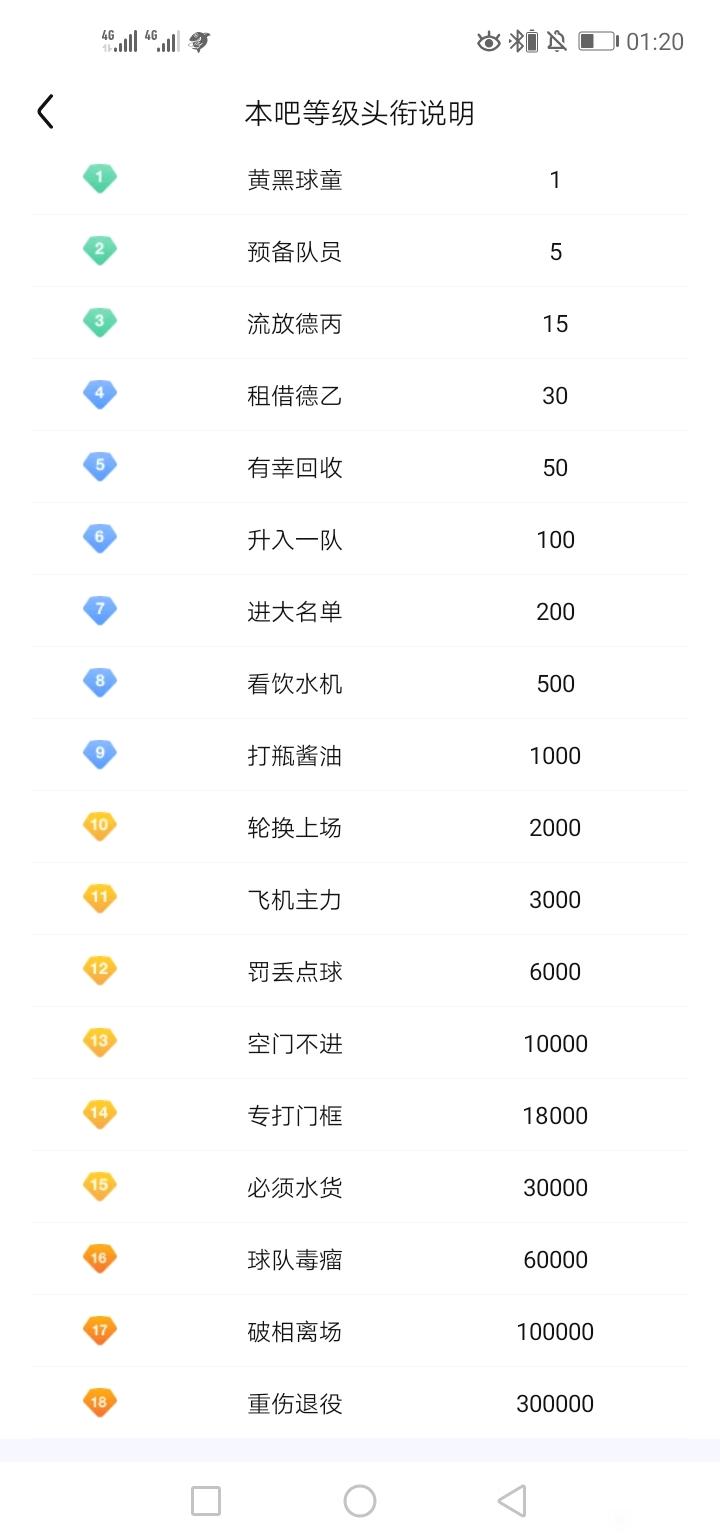 4G 4G 01:20
本吧等级头衔说明
1 黄黑球童 1
2 预备队员 5
3 流放德丙 15
4 租借德乙 30
5 有幸回收 50
6 升入一队 100
7 进大名单 200
8 看饮水机 500
9 打瓶酱油 1000
10 轮换上场 2000
11 飞机主力 3000
12 罚丢点球 6000
13 空门不进 10000
14 专打门框 18000
15 必须水货 30000
16 球队毒瘤 60000
17 破相离场 100000
18 重伤退役 300000